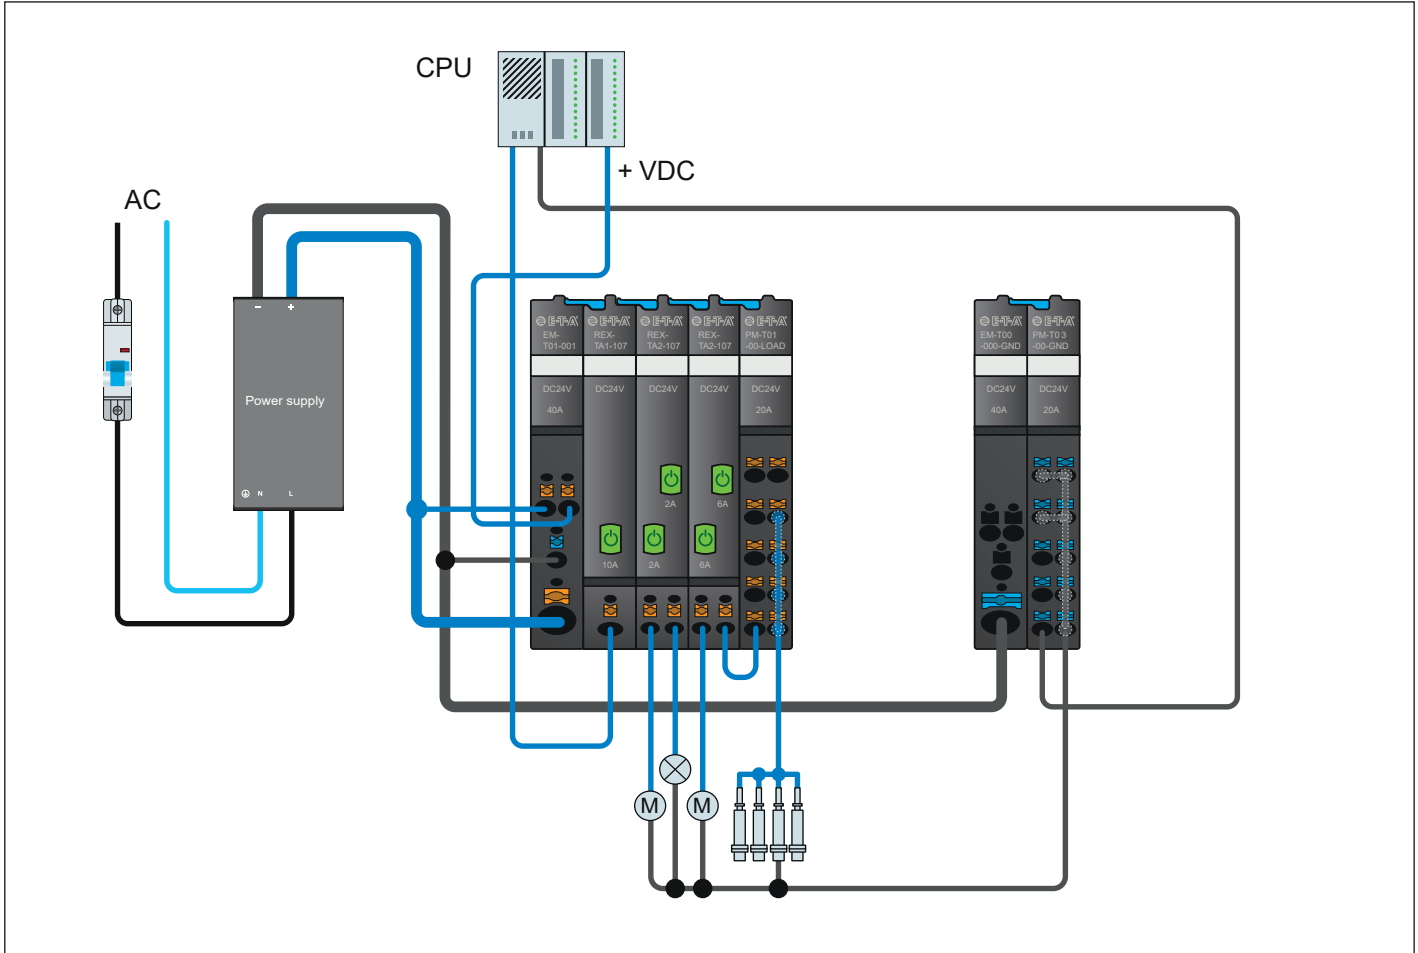 CPU
+ VDC
AC
− +
Power supply
N L
E-T-A
EM-
T01-001
DC24V
40A
E-T-A
REX-
TA1-107
DC24V
10A
E-T-A
REX-
TA2-107
DC24V
2A
2A
E-T-A
REX-
TA2-107
DC24V
6A
6A
E-T-A
PM-T01
-00-LOAD
DC24V
20A
E-T-A
EM-T00
-000-GND
DC24V
40A
E-T-A
PM-T0 3
-00-GND
DC24V
20A
M
M